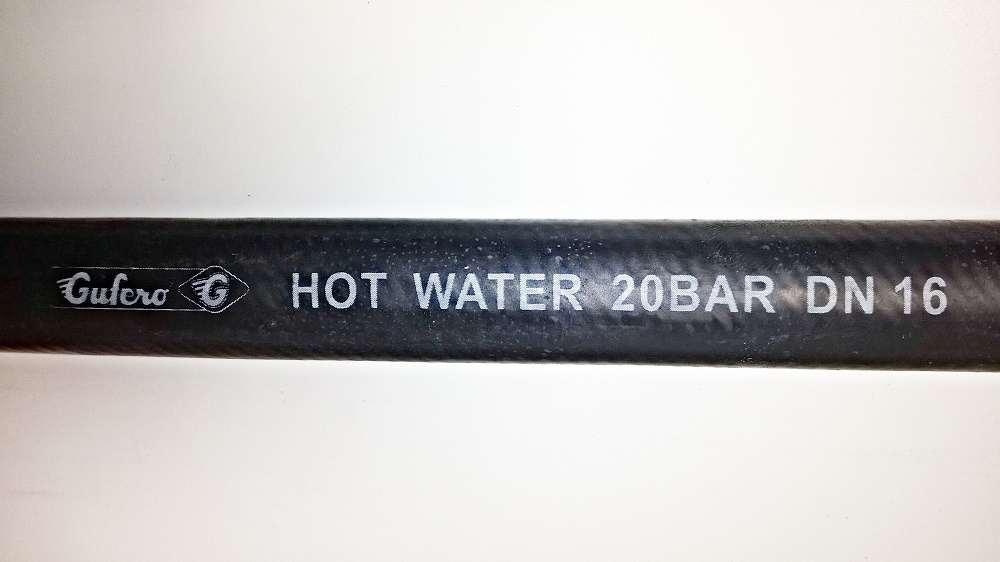 Gufero G HOT WATER 20BAR DN 16